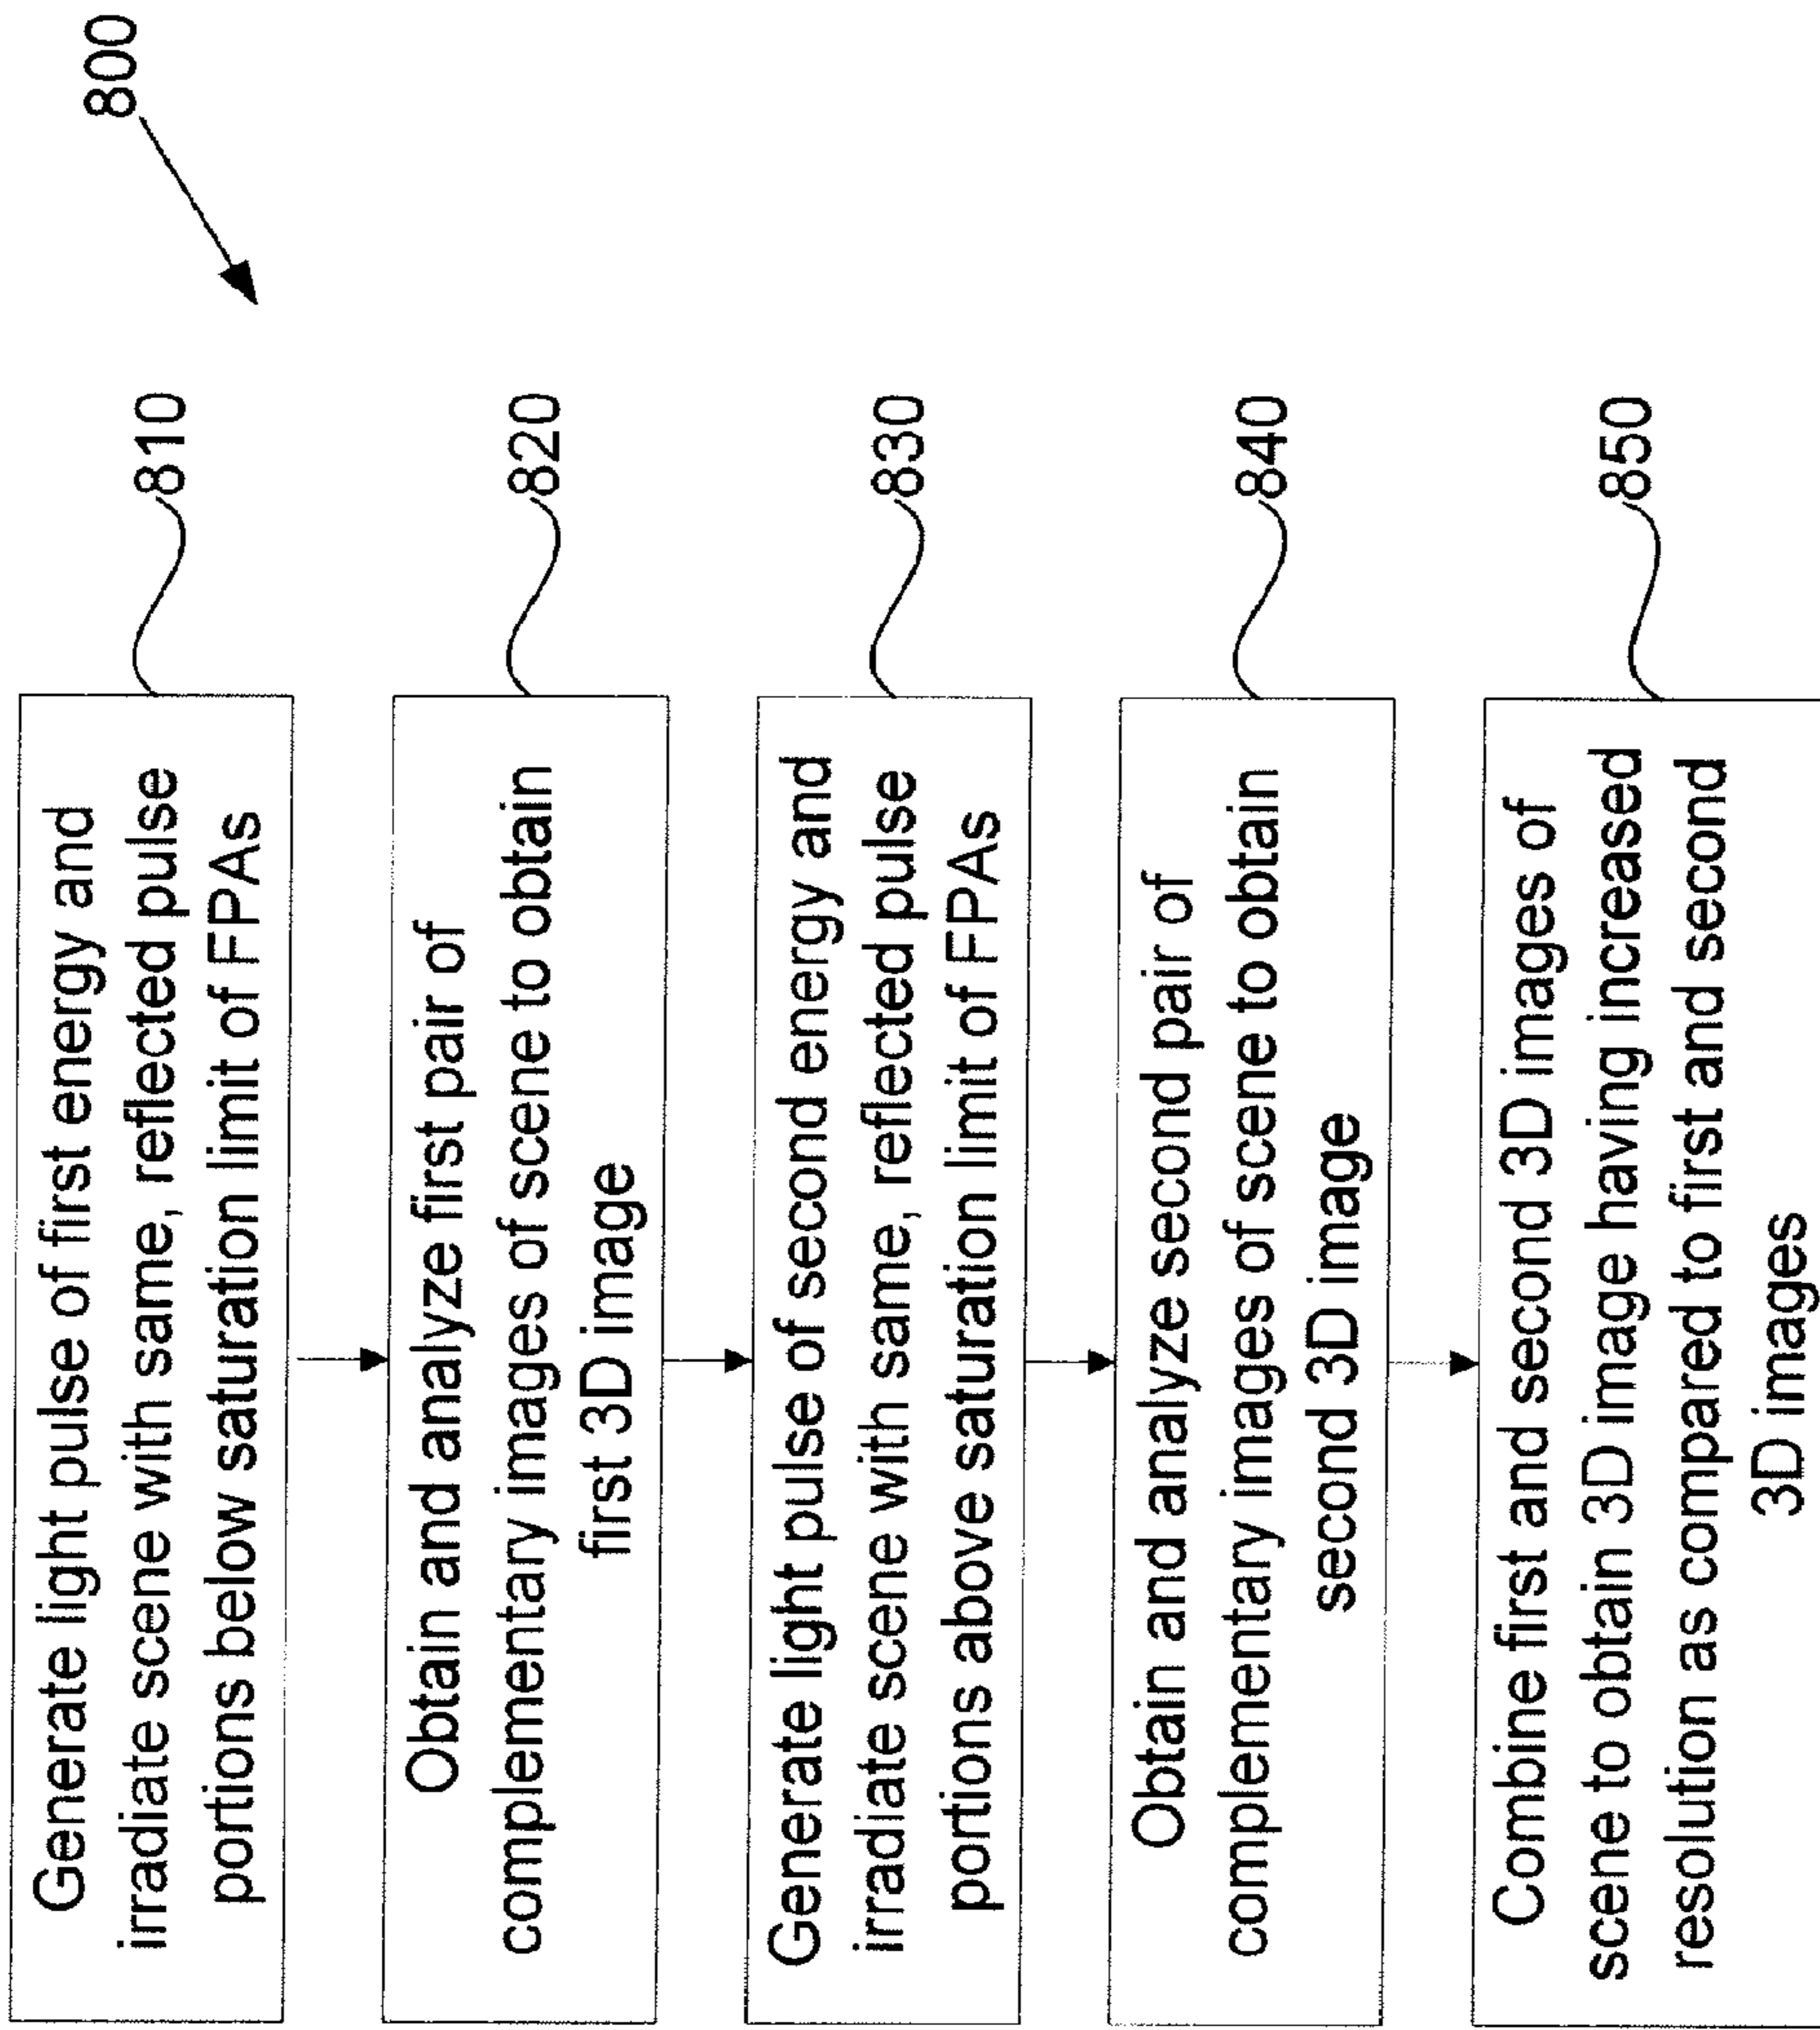 800
Generate light pulse of first energy and
irradiate scene with same, reflected pulse
portions below saturation limit of FPAs
810
Obtain and analyze first pair of
complementary images of scene to obtain
first 3D image
820
Generate light pulse of second energy and
irradiate scene with same, reflected pulse
portions above saturation limit of FPAs
830
Obtain and analyze second pair of
complementary images of scene to obtain
second 3D image
840
Combine first and second 3D images of
scene to obtain 3D image having increased
resolution as compared to first and second
3D images
850